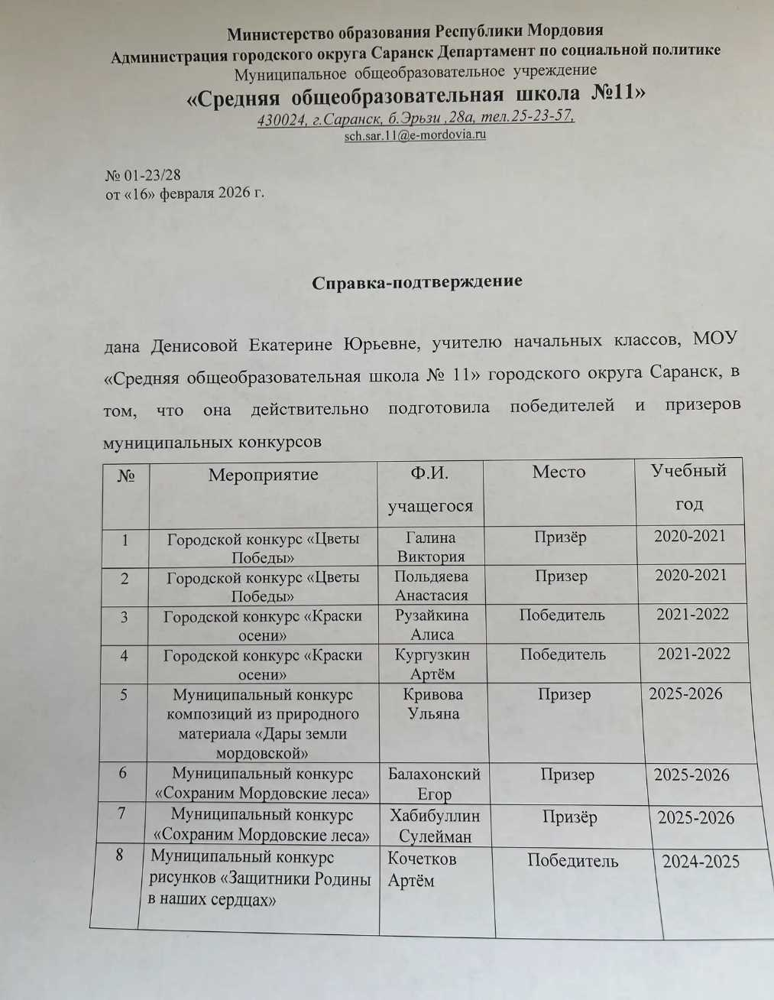 Министерство образования Республики Мордовия
Администрация городского округа Саранск Департамент по социальной политике
Муниципальное общеобразовательное учреждение
«Средняя общеобразовательная школа №11»
430024, г.Саранск, б.Эрьзи ,28а, тел.25-23-57,
sch.sar.11@e-mordovia.ru
№ 01-23/28
от «16» февраля 2026 г.
Справка-подтверждение
дана Денисовой Екатерине Юрьевне, учителю начальных классов, МОУ
«Средняя общеобразовательная школа № 11» городского округа Саранск, в
том, что она действительно подготовила победителей и призеров
муниципальных конкурсов
№ Мероприятие Ф.И. Место Учебный
учащегося год
1 Городской конкурс «Цветы Галина Призёр 2020-2021
Победы» Виктория
2 Городской конкурс «Цветы Польдяева Призер 2020-2021
Победы» Анастасия
3 Городской конкурс «Краски Рузайкина Победитель 2021-2022
осени» Алиса
4 Городской конкурс «Краски Кургузкин Победитель 2021-2022
осени» Артём
5 Муниципальный конкурс Кривова Призер 2025-2026
композиций из природного Ульяна
материала «Дары земли
мордовской»
6 Муниципальный конкурс Балахонский Призер 2025-2026
«Сохраним Мордовские леса» Егор
7 Муниципальный конкурс Хабибуллин Призёр 2025-2026
«Сохраним Мордовские леса» Сулейман
8 Муниципальный конкурс Кочетков Победитель 2024-2025
рисунков «Защитники Родины Артём
в наших сердцах»